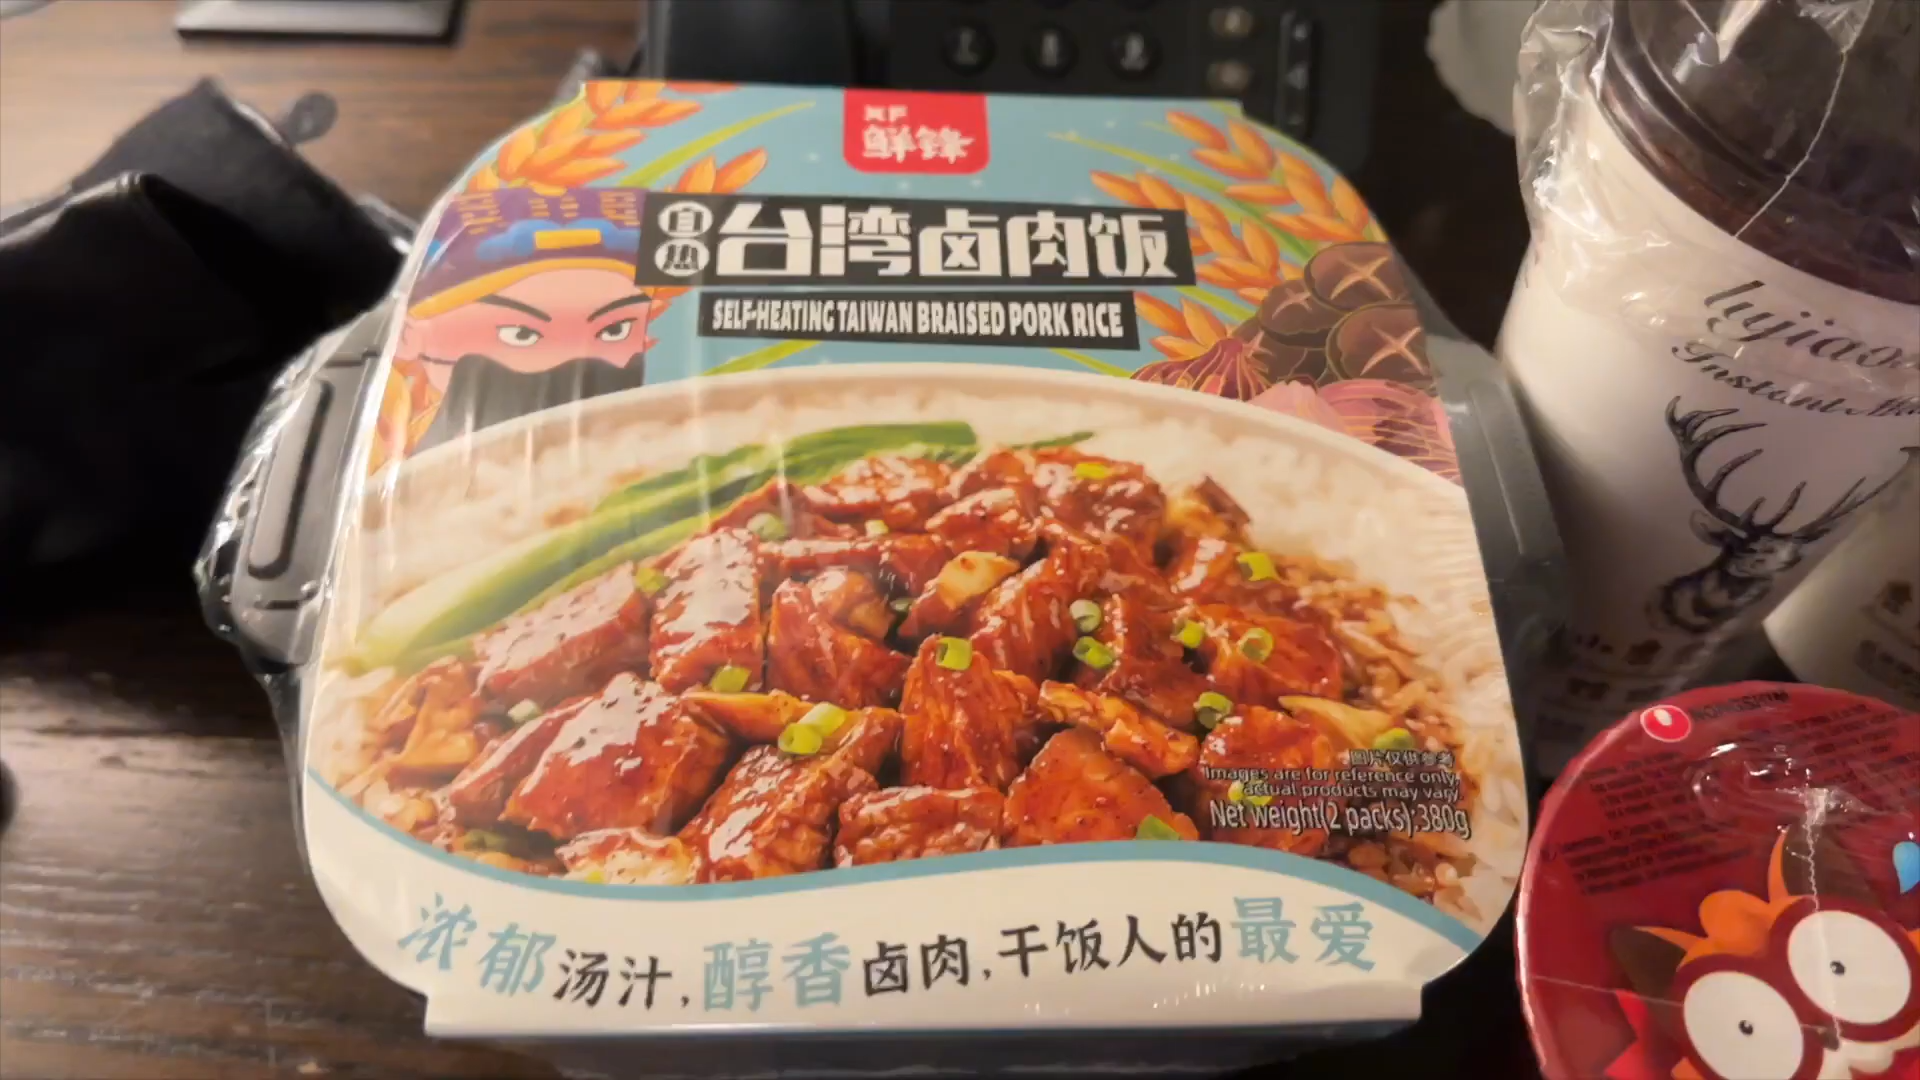 XF
鲜锋
自热 台湾卤肉饭
SELF-HEATING TAIWAN BRAISED PORK RICE
图片仅供参考
Images are for reference only,
actual products may vary
Net weight(2 packs):380g
浓郁汤汁,醇香卤肉,干饭人的最爱
lujiao
Instant